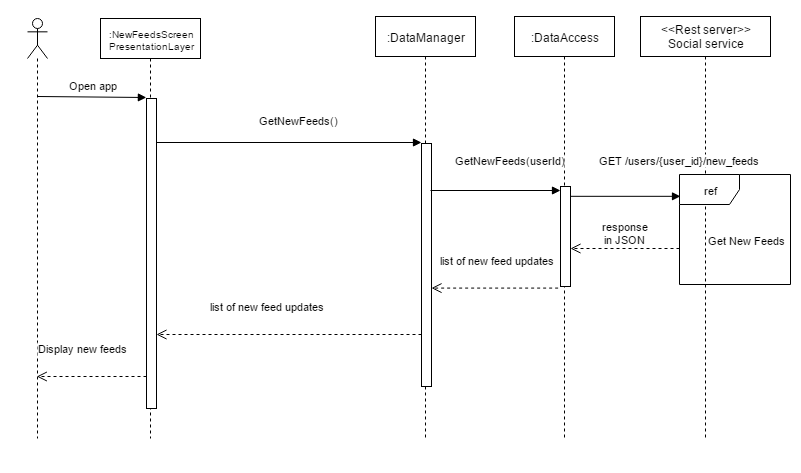 :NewFeedsScreen
PresentationLayer
:DataManager
:DataAccess
<<Rest server>>
Social service
Open app
GetNewFeeds()
GetNewFeeds(userId)
GET /users/{user_id}/new_feeds
ref
response
in JSON
Get New Feeds
list of new feed updates
list of new feed updates
Display new feeds